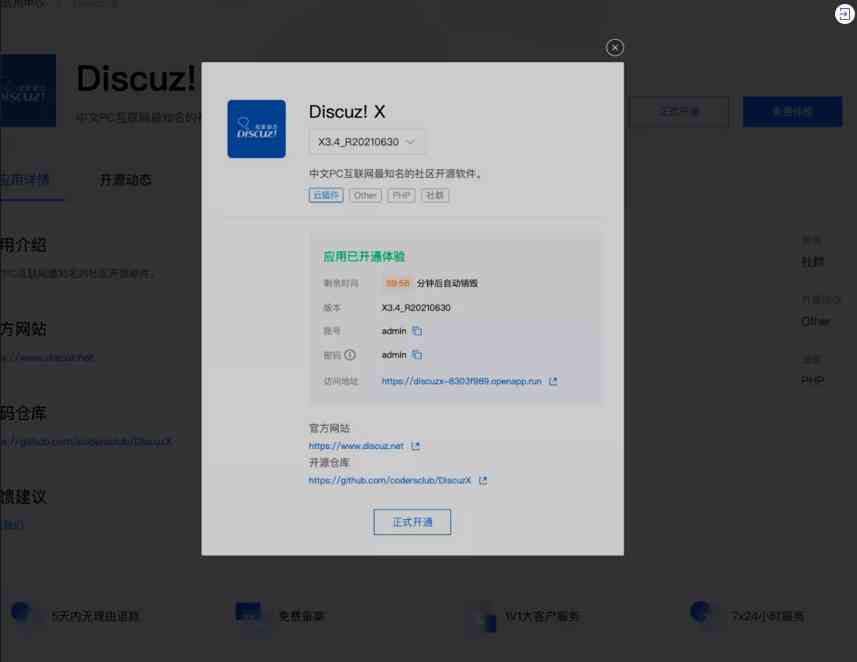 应用中心
Discuz! X
Discuz!
中文PC互联网最知名的社
正式开通
免费体验
应用详情
开源动态
用介绍
PC互联网最知名的社区开源软件。
方网站
www.discuz.net
码仓库
github.com/codersclub/DiscuzX
馈建议
我们
社群
Other
PHP
DISCUZ!
Discuz! X
X3.4_R20210630
中文PC互联网最知名的社区开源软件。
云插件 Other PHP 社群
应用已开通体验
剩余时间 59:56 分钟后自动销毁
版本 X3.4_R20210630
账号 admin
密码 admin
访问地址 https://discuzx-8303f989.openapp.run
官方网站
https://www.discuz.net
开源仓库
https://github.com/codersclub/DiscuzX
正式开通
5天内无理由退款
免费备案
1V1大客户服务
7x24小时服务